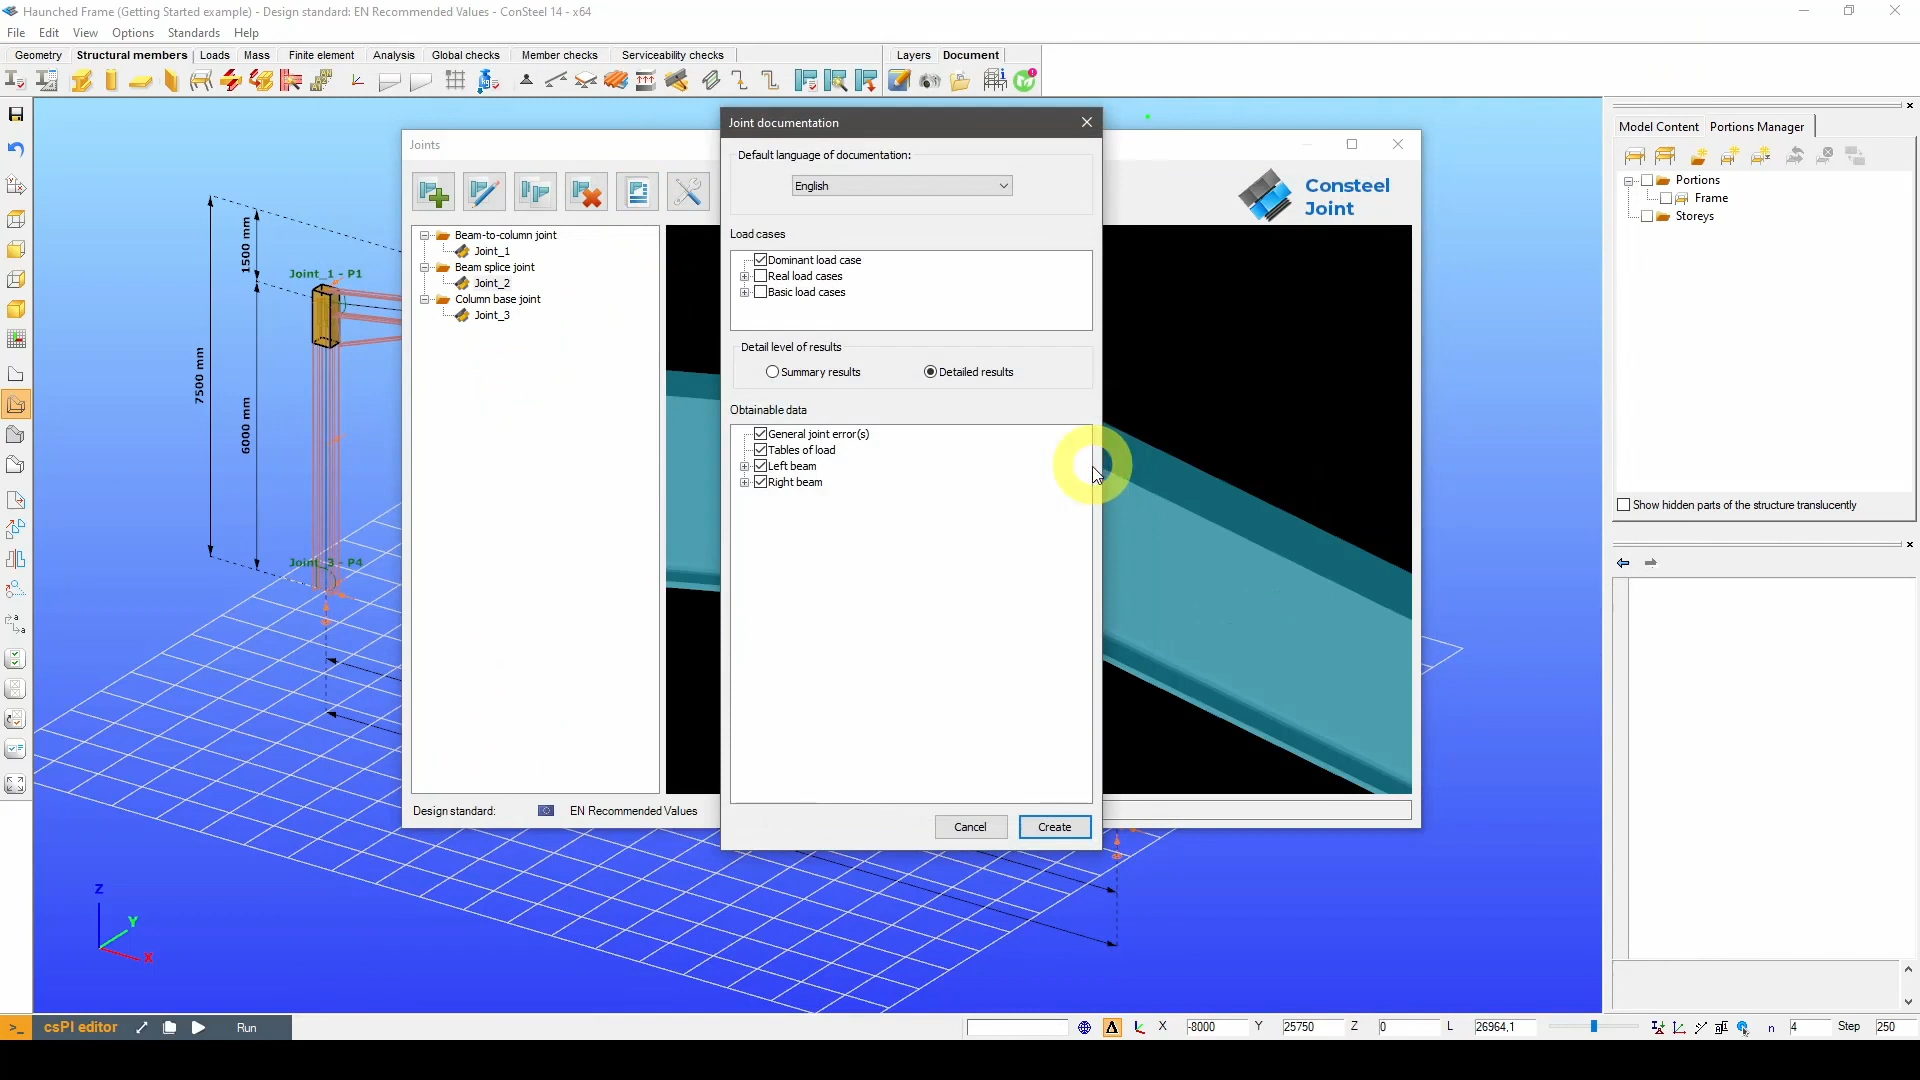 Haunched Frame (Getting Started example) - Design standard: EN Recommended Values - ConSteel 14 - x64
File Edit View Options Standards Help
Geometry Structural members Loads Mass Finite element Analysis Global checks Member checks Serviceability checks Layers Document
Joint documentation
Joints
Default language of documentation:
English
Consteel
Joint
Load cases
Dominant load case
Real load cases
Basic load cases
Detail level of results
Summary results Detailed results
Obtainable data
General joint error(s)
Tables of load
Left beam
Right beam
Cancel Create
Beam-to-column joint
Joint_1
Beam splice joint
Joint_2
Column base joint
Joint_3
Design standard: EN Recommended Values
Joint_1 - P1
1500 mm
7500 mm
6000 mm
Joint_3 - P4
Z
Y
X
Model Content Portions Manager
Portions
Frame
Storeys
Show hidden parts of the structure translucently
>_ csPI editor Run
X -8000 Y 25750 Z 0 L 26964,1 n 4 Step 250